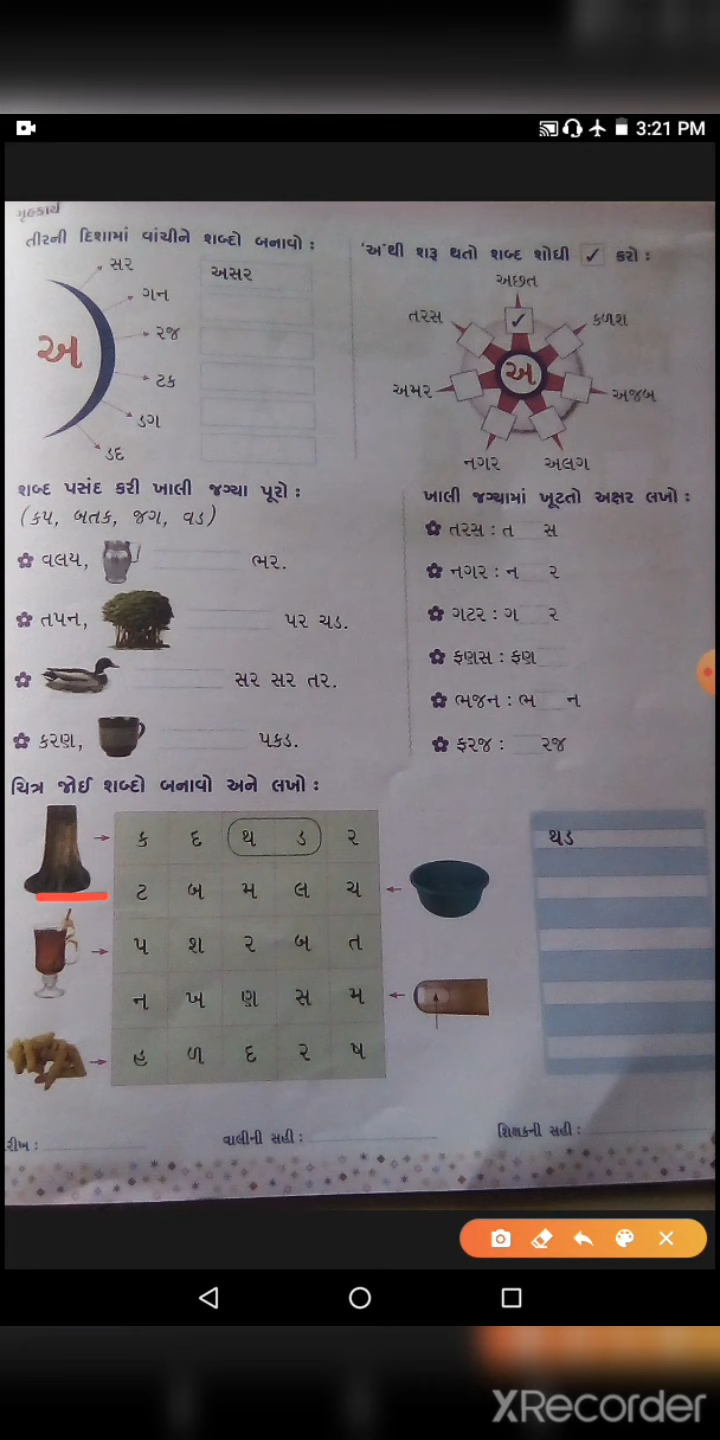 3:21 PM
ગૃહકાર્ય
તીરની દિશામાં વાંચીને શબ્દો બનાવો :
અ
સર
ગન
રજ
ટક
ડગ
ડદ
અસર
'અ'થી શરૂ થતો શબ્દ શોધી ✓ કરો :
અછત
તરસ
કળશ
✓
અ
અમર
અજબ
નગર
અલગ
શબ્દ પસંદ કરી ખાલી જગ્યા પૂરો :
(કપ, બતક, જગ, વડ)
વલય, ભર.
તપન, પર ચડ.
સર સર તર.
કરણ, પકડ.
ખાલી જગ્યામાં ખૂટતો અક્ષર લખો :
તરસ : ત સ
નગર : ન ર
ગટર : ગ ર
ફણસ : ફણ
ભજન : ભ ન
ફરજ : રજ
ચિત્ર જોઈ શબ્દો બનાવો અને લખો :
ક દ થ ડ ર
ટ બ મ લ ચ
પ શ ર બ ત
ન ખ ણ સ મ
હ ળ દ ર ષ
થડ
રીખ :
વાલીની સહી :
શિક્ષકની સહી :
XRecorder